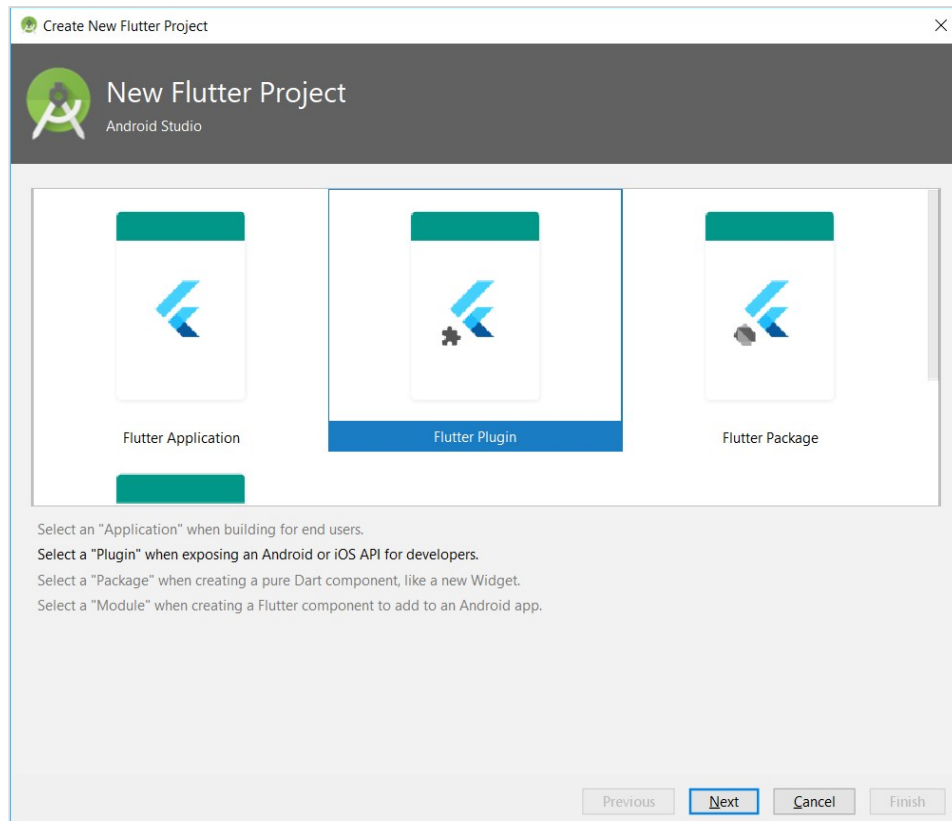 Create New Flutter Project
New Flutter Project
Android Studio
Flutter Application
Flutter Plugin
Flutter Package
Select an "Application" when building for end users.
Select a "Plugin" when exposing an Android or iOS API for developers.
Select a "Package" when creating a pure Dart component, like a new Widget.
Select a "Module" when creating a Flutter component to add to an Android app.
Previous Next Cancel Finish